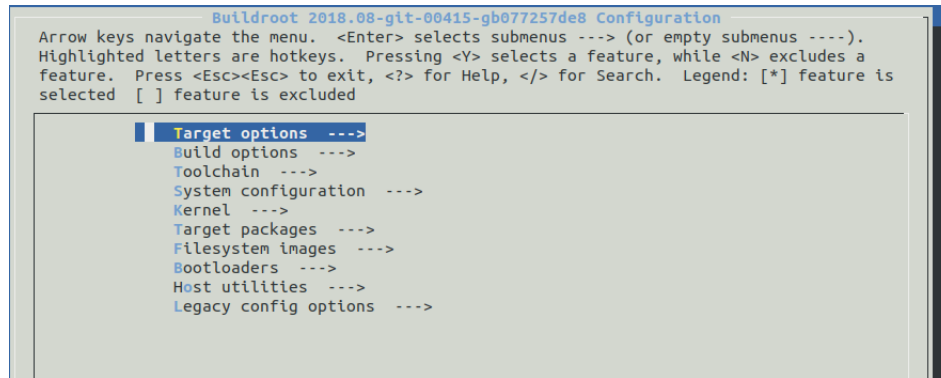 Buildroot 2018.08-git-00415-gb077257de8 Configuration
Arrow keys navigate the menu.  <Enter> selects submenus ---> (or empty submenus ----).
Highlighted letters are hotkeys.  Pressing <Y> selects a feature, while <N> excludes a
feature.  Press <Esc><Esc> to exit, <?> for Help, </> for Search.  Legend: [*] feature is
selected  [ ] feature is excluded
Target options  --->
Build options  --->
Toolchain  --->
System configuration  --->
Kernel  --->
Target packages  --->
Filesystem images  --->
Bootloaders  --->
Host utilities  --->
Legacy config options  --->